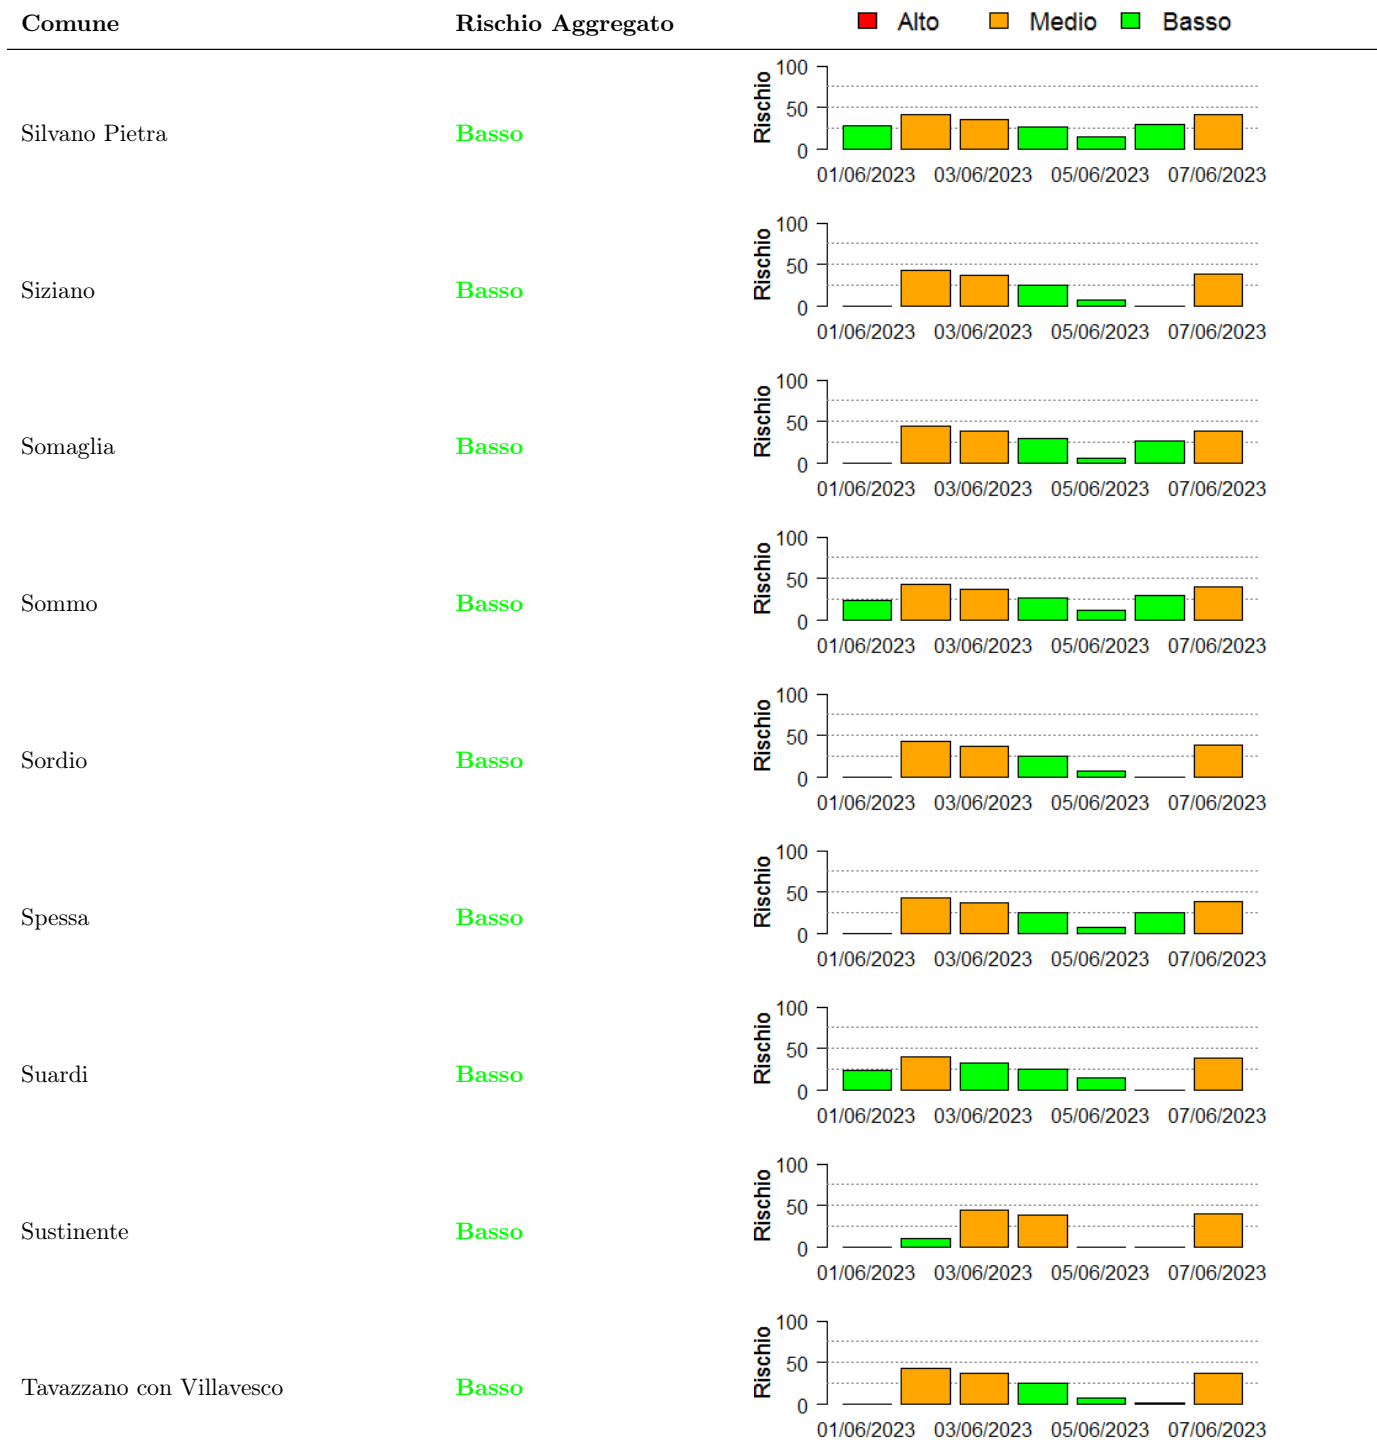 Comune Rischio Aggregato Alto Medio Basso
100
50
0
Rischio
Silvano Pietra Basso
01/06/2023 03/06/2023 05/06/2023 07/06/2023
100
50
0
Rischio
Siziano Basso
01/06/2023 03/06/2023 05/06/2023 07/06/2023
100
50
0
Rischio
Somaglia Basso
01/06/2023 03/06/2023 05/06/2023 07/06/2023
100
50
0
Rischio
Sommo Basso
01/06/2023 03/06/2023 05/06/2023 07/06/2023
100
50
0
Rischio
Sordio Basso
01/06/2023 03/06/2023 05/06/2023 07/06/2023
100
50
0
Rischio
Spessa Basso
01/06/2023 03/06/2023 05/06/2023 07/06/2023
100
50
0
Rischio
Suardi Basso
01/06/2023 03/06/2023 05/06/2023 07/06/2023
100
50
0
Rischio
Sustinente Basso
01/06/2023 03/06/2023 05/06/2023 07/06/2023
100
50
0
Rischio
Tavazzano con Villavesco Basso
01/06/2023 03/06/2023 05/06/2023 07/06/2023